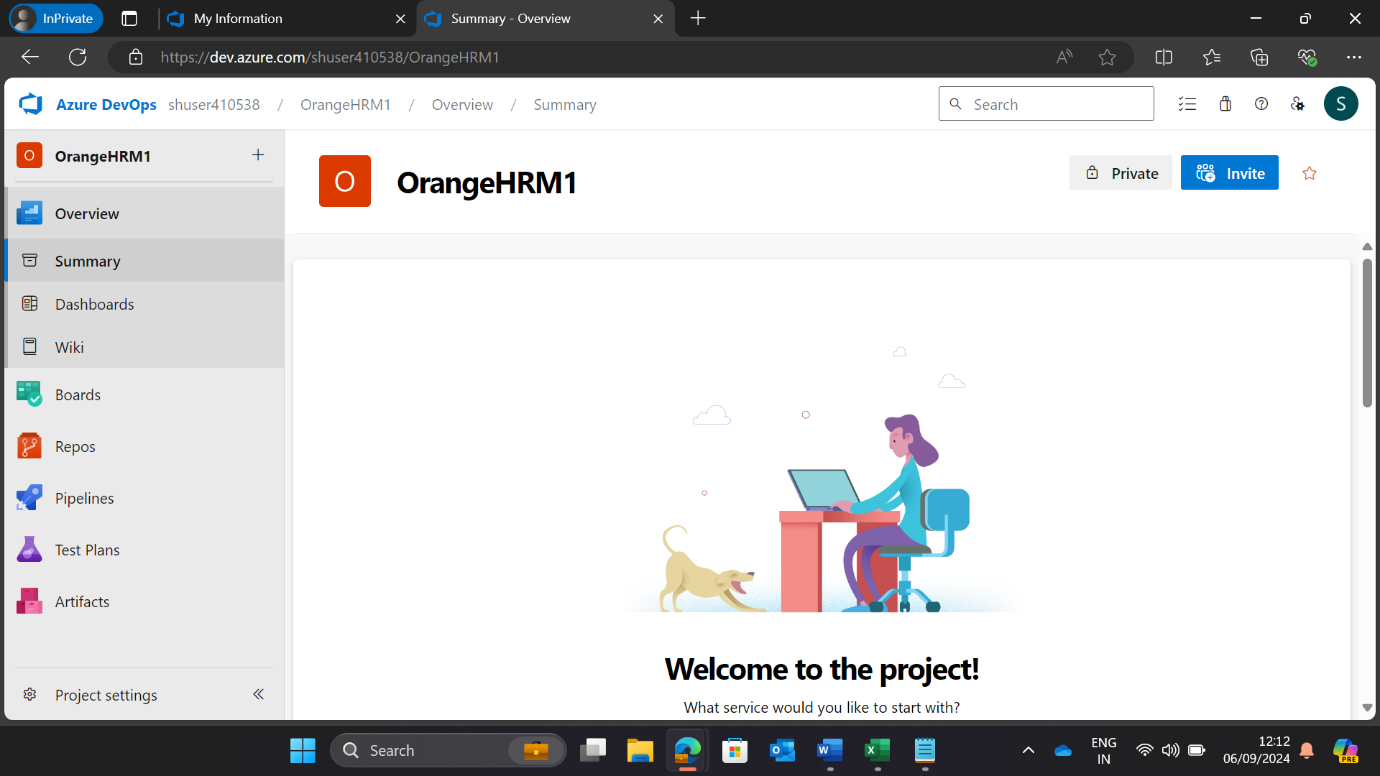 InPrivate
My Information
Summary - Overview
https://dev.azure.com/shuser410538/OrangeHRM1
Azure DevOps shuser410538 / OrangeHRM1 / Overview / Summary
Search
S
O OrangeHRM1 +
O OrangeHRM1
Private
Invite
Overview
Summary
Dashboards
Wiki
Boards
Repos
Pipelines
Test Plans
Artifacts
Welcome to the project!
What service would you like to start with?
Project settings
Search
ENG
IN
12:12
06/09/2024
PRE